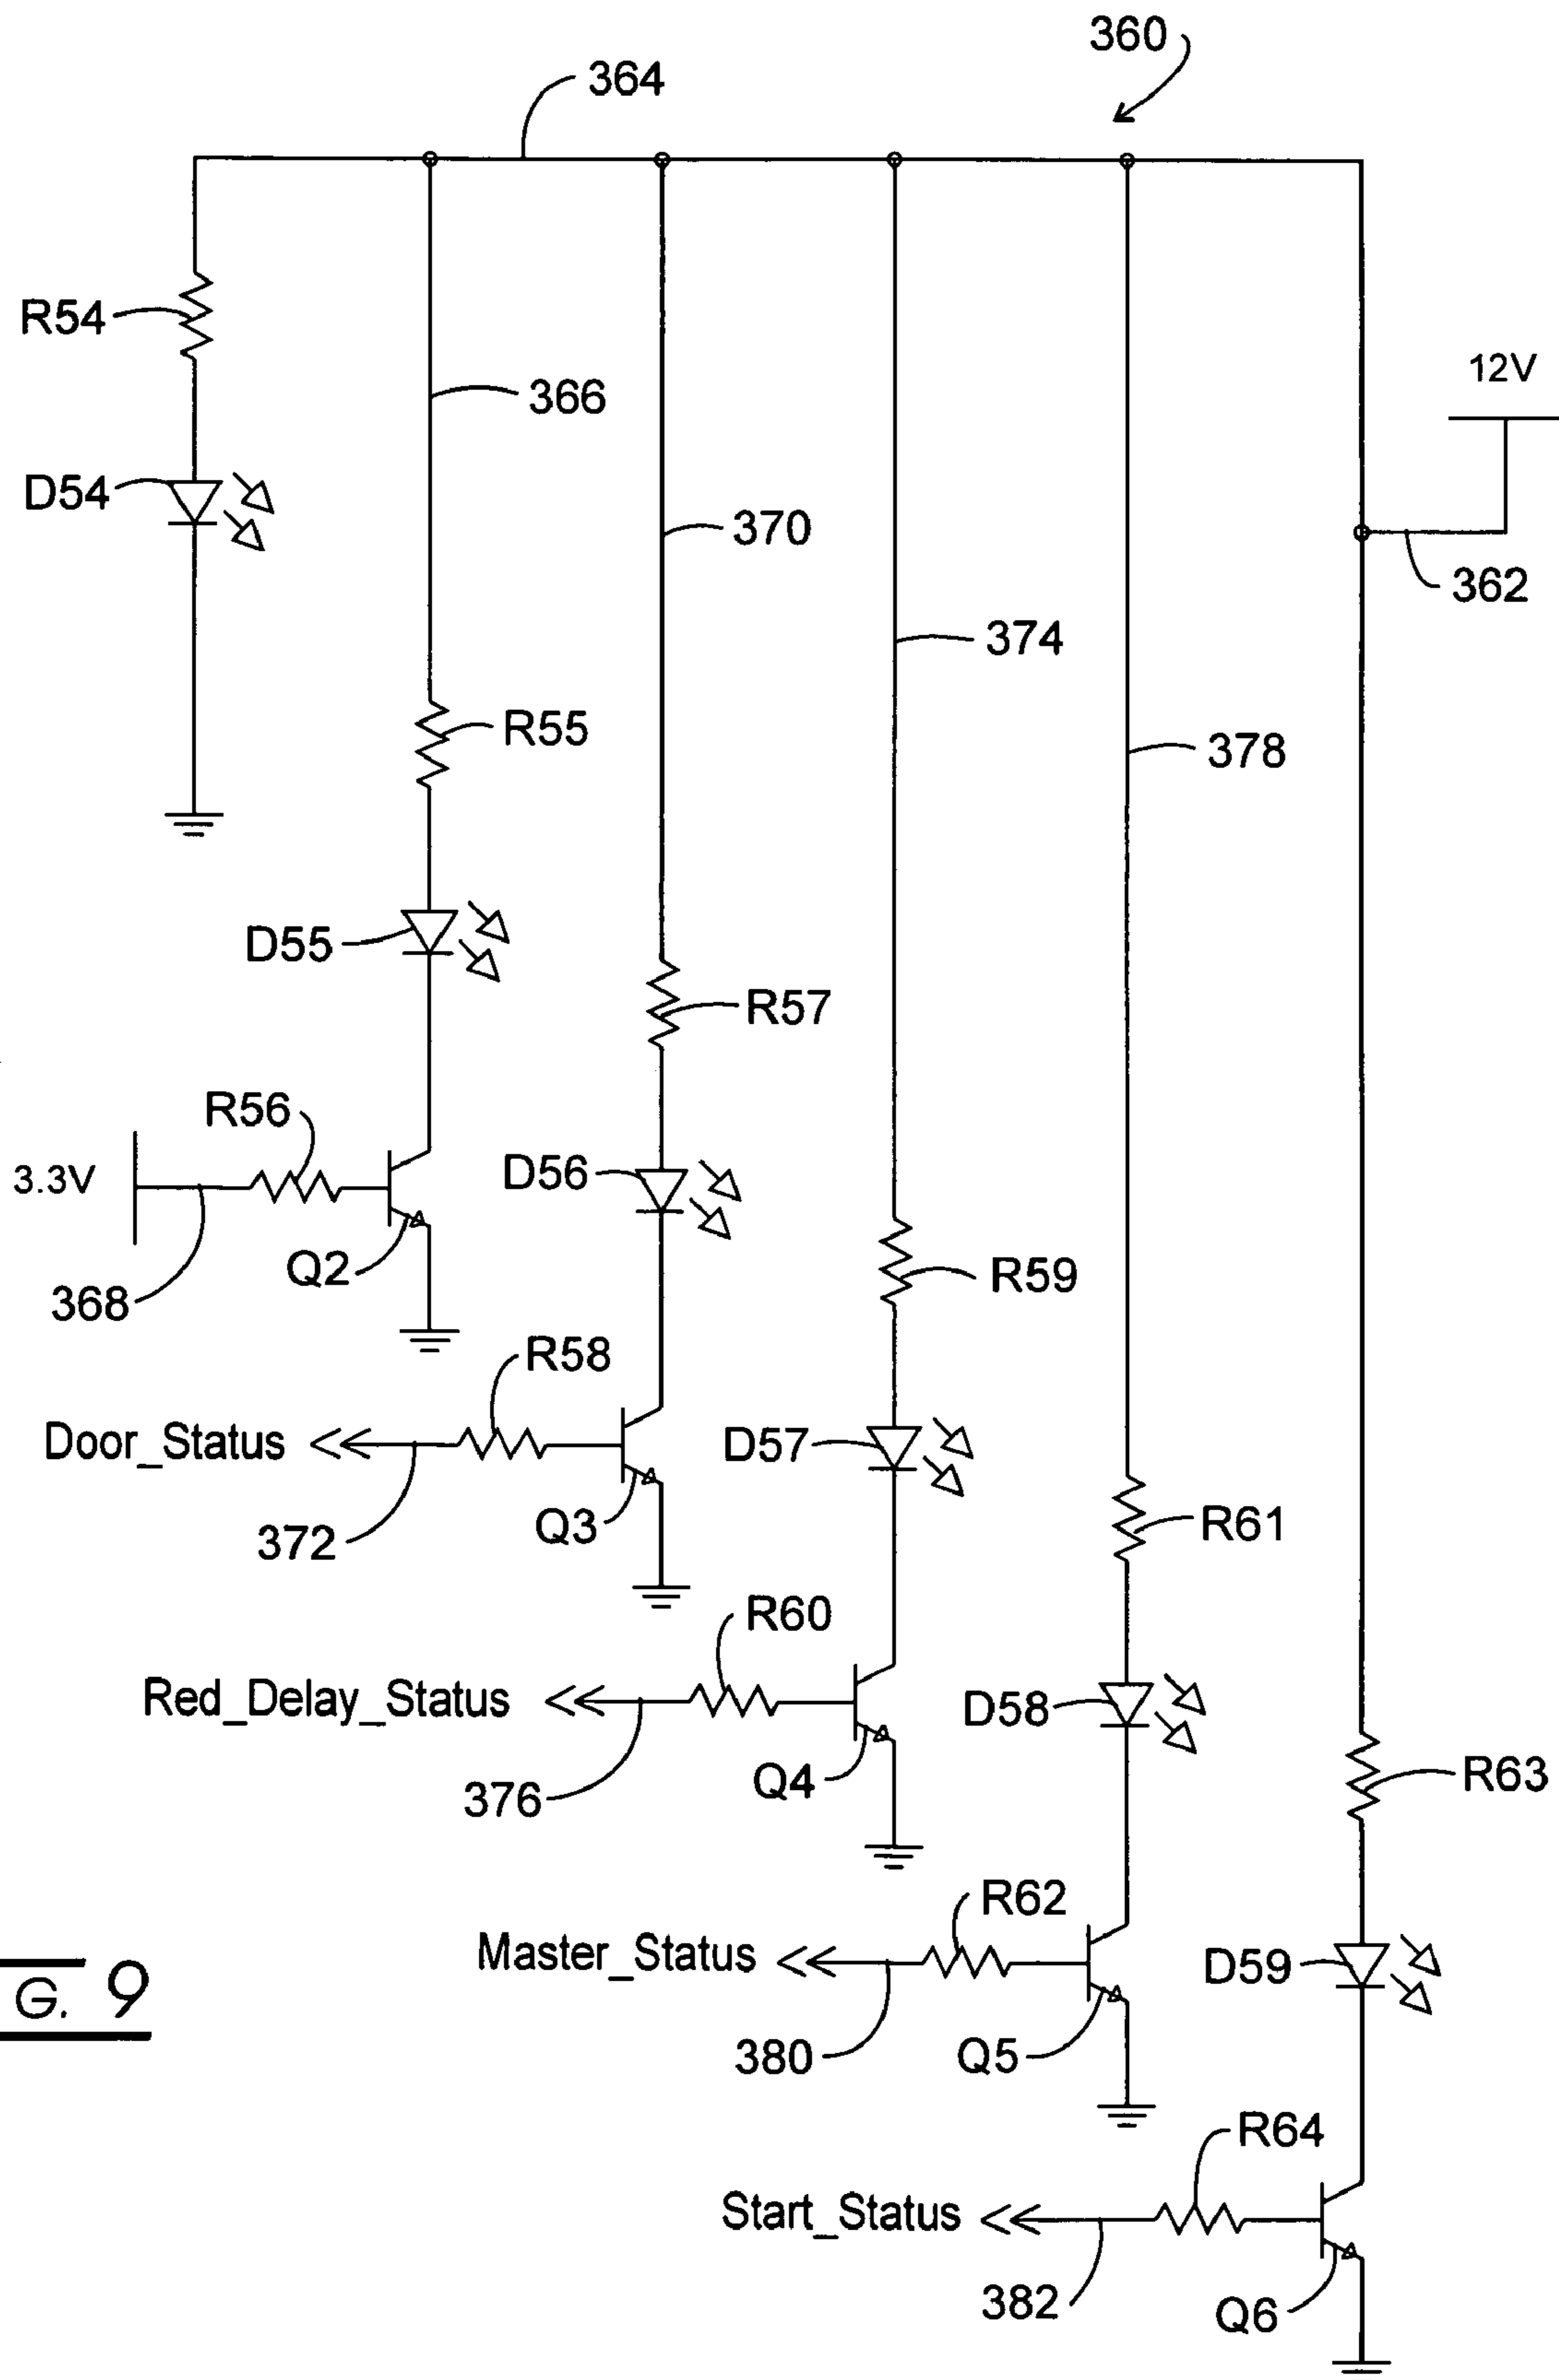 360
364
R54
12V
366
D54
370
362
374
R55
378
D55
R57
R56
3.3V
D56
Q2
R59
368
R58
Door_Status
D57
Q3
R61
372
R60
Red_Delay_Status
D58
Q4
R63
376
R62
Master_Status
D59
G. 9
380
Q5
R64
Start_Status
382
Q6